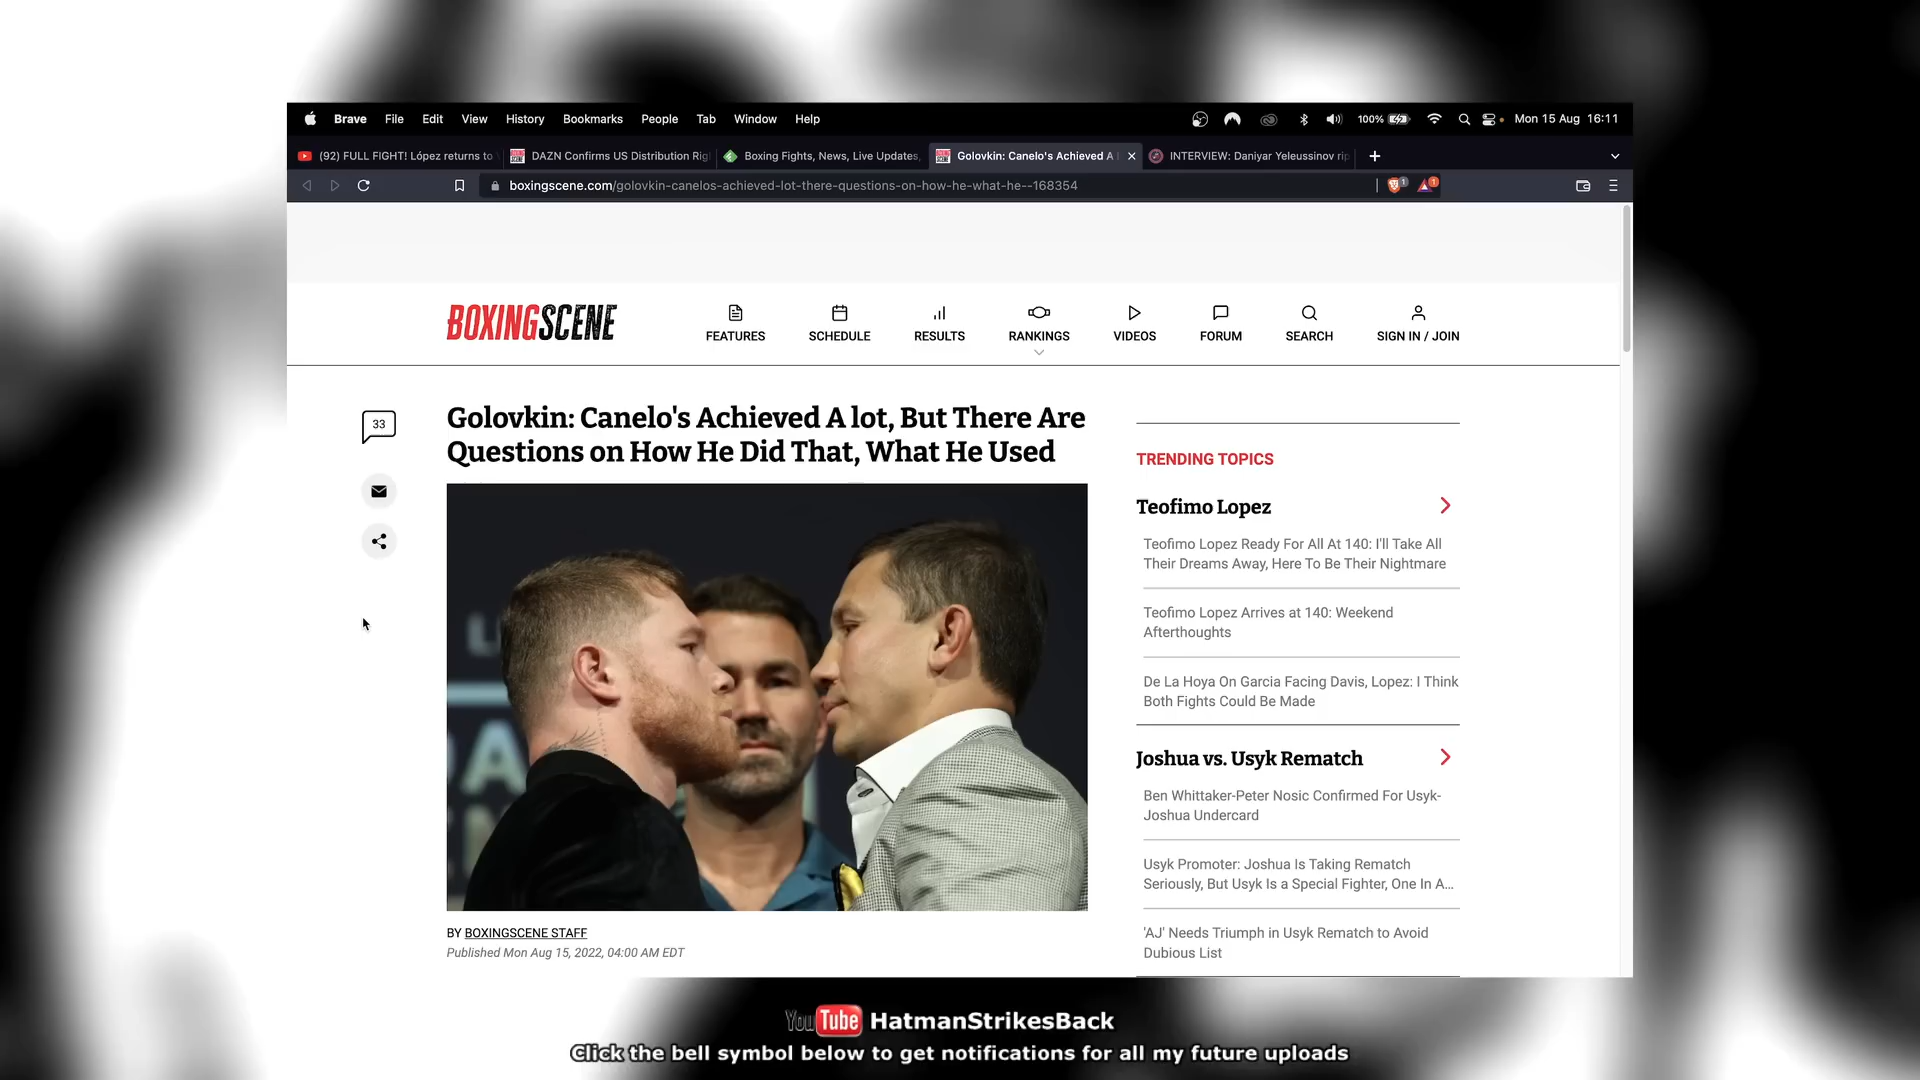 Brave File Edit View History Bookmarks People Tab Window Help 100% Mon 15 Aug 16:11
(92) FULL FIGHT! López returns to DAZN Confirms US Distribution Rig Boxing Fights, News, Live Updates, Golovkin: Canelo's Achieved A INTERVIEW: Daniyar Yeleussinov rip
boxingscene.com/golovkin-canelos-achieved-lot-there-questions-on-how-he-what-he--168354 1 1
BOXINGSCENE
FEATURES SCHEDULE RESULTS RANKINGS VIDEOS FORUM SEARCH SIGN IN / JOIN
33
Golovkin: Canelo's Achieved A lot, But There Are
Questions on How He Did That, What He Used
BY BOXINGSCENE STAFF
Published Mon Aug 15, 2022, 04:00 AM EDT
TRENDING TOPICS
Teofimo Lopez
Teofimo Lopez Ready For All At 140: I'll Take All
Their Dreams Away, Here To Be Their Nightmare
Teofimo Lopez Arrives at 140: Weekend
Afterthoughts
De La Hoya On Garcia Facing Davis, Lopez: I Think
Both Fights Could Be Made
Joshua vs. Usyk Rematch
Ben Whittaker-Peter Nosic Confirmed For Usyk-
Joshua Undercard
Usyk Promoter: Joshua Is Taking Rematch
Seriously, But Usyk Is a Special Fighter, One In A...
'AJ' Needs Triumph in Usyk Rematch to Avoid
Dubious List
YouTube HatmanStrikesBack
Click the bell symbol below to get notifications for all my future uploads